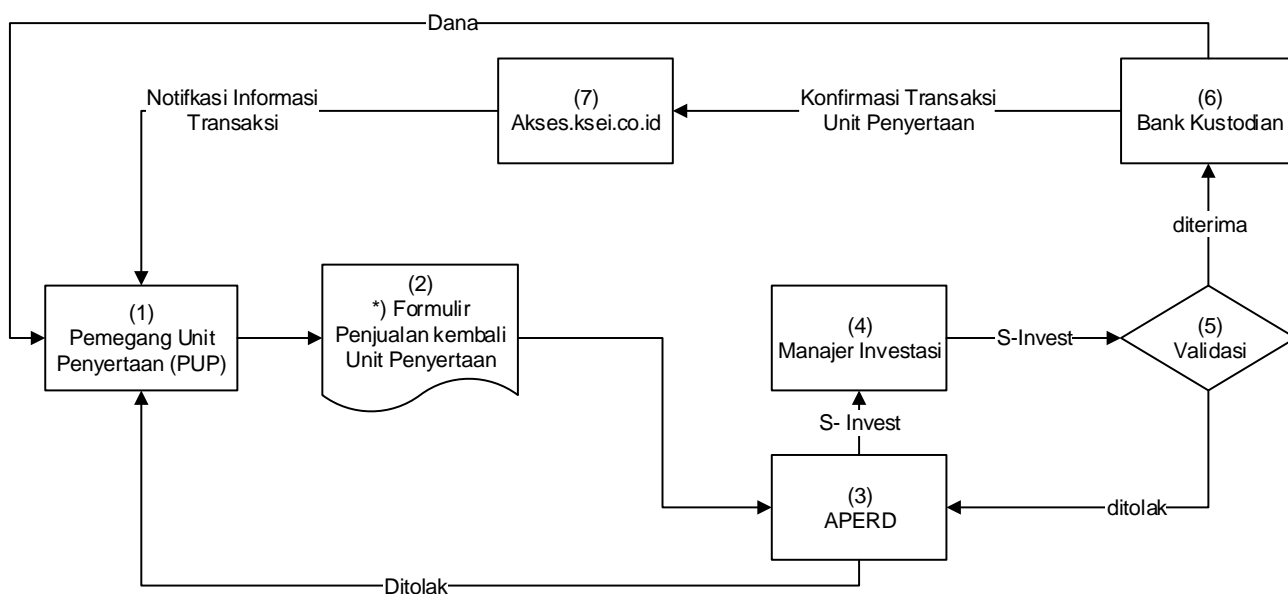 Dana
Notifkasi Informasi
Transaksi
(7)
Akses.ksei.co.id
Konfirmasi Transaksi
Unit Penyertaan
(6)
Bank Kustodian
diterima
(1)
Pemegang Unit
Penyertaan (PUP)
(2)
*) Formulir
Penjualan kembali
Unit Penyertaan
(4)
Manajer Investasi
S-Invest
(5)
Validasi
S- Invest
(3)
APERD
ditolak
Ditolak